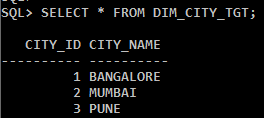 SQL> SELECT * FROM DIM_CITY_TGT;
   CITY_ID CITY_NAME
---------- ----------
         1 BANGALORE
         2 MUMBAI
         3 PUNE